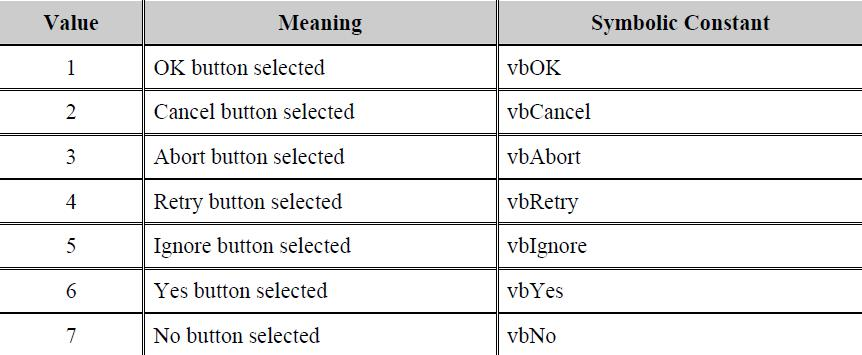 Value Meaning Symbolic Constant
1 OK button selected vbOK
2 Cancel button selected vbCancel
3 Abort button selected vbAbort
4 Retry button selected vbRetry
5 Ignore button selected vbIgnore
6 Yes button selected vbYes
7 No button selected vbNo